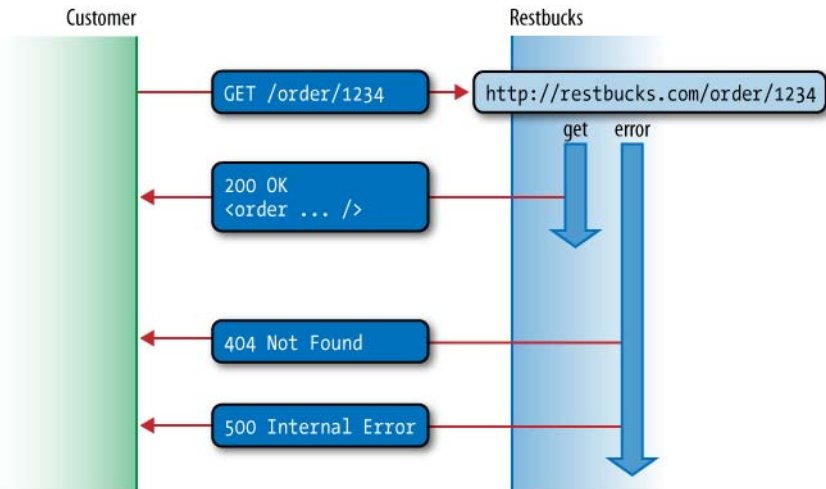 Customer
Restbucks
GET /order/1234
http://restbucks.com/order/1234
get
error
200 OK
<order ... />
404 Not Found
500 Internal Error